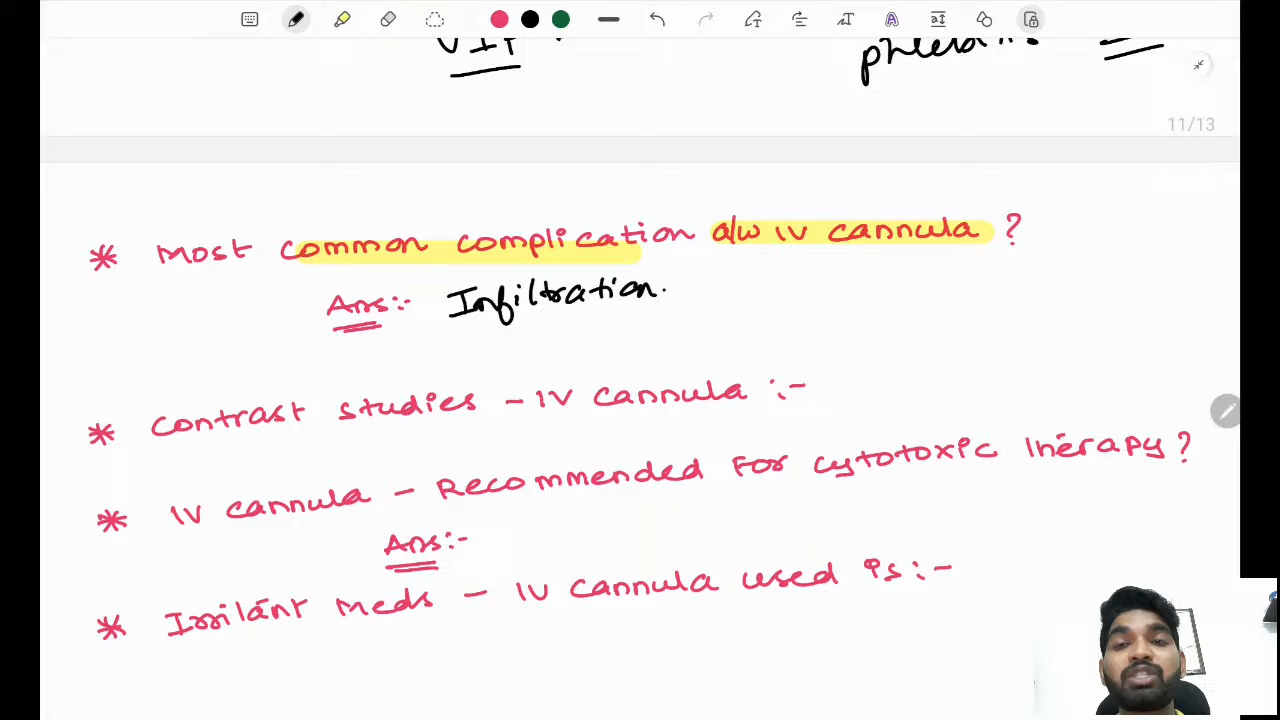 VIP
11/13
* Most common complication a/w IV cannula ?
Ans:- Infiltration.
* Contrast studies - IV cannula :-
* IV cannula - Recommended for cytotoxic therapy?
Ans:-
* Irritant Meds - IV cannula used is:-